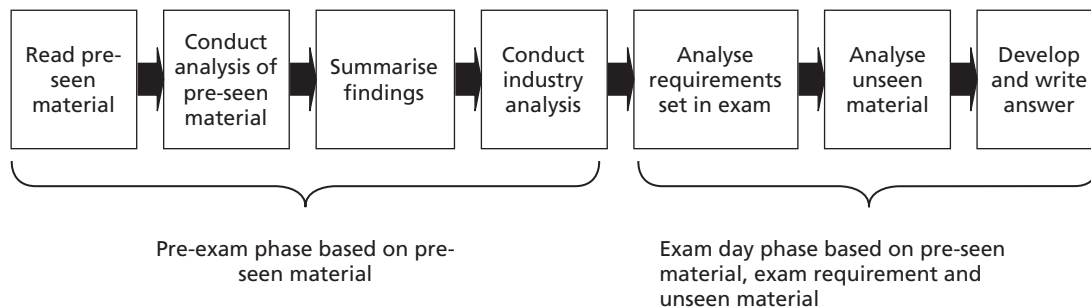 Read pre-
seen
material
Conduct
analysis of
pre-seen
material
Summarise
findings
Conduct
industry
analysis
Analyse
requirements
set in exam
Analyse
unseen
material
Develop
and write
answer
Pre-exam phase based on pre-
seen material
Exam day phase based on pre-seen
material, exam requirement and
unseen material